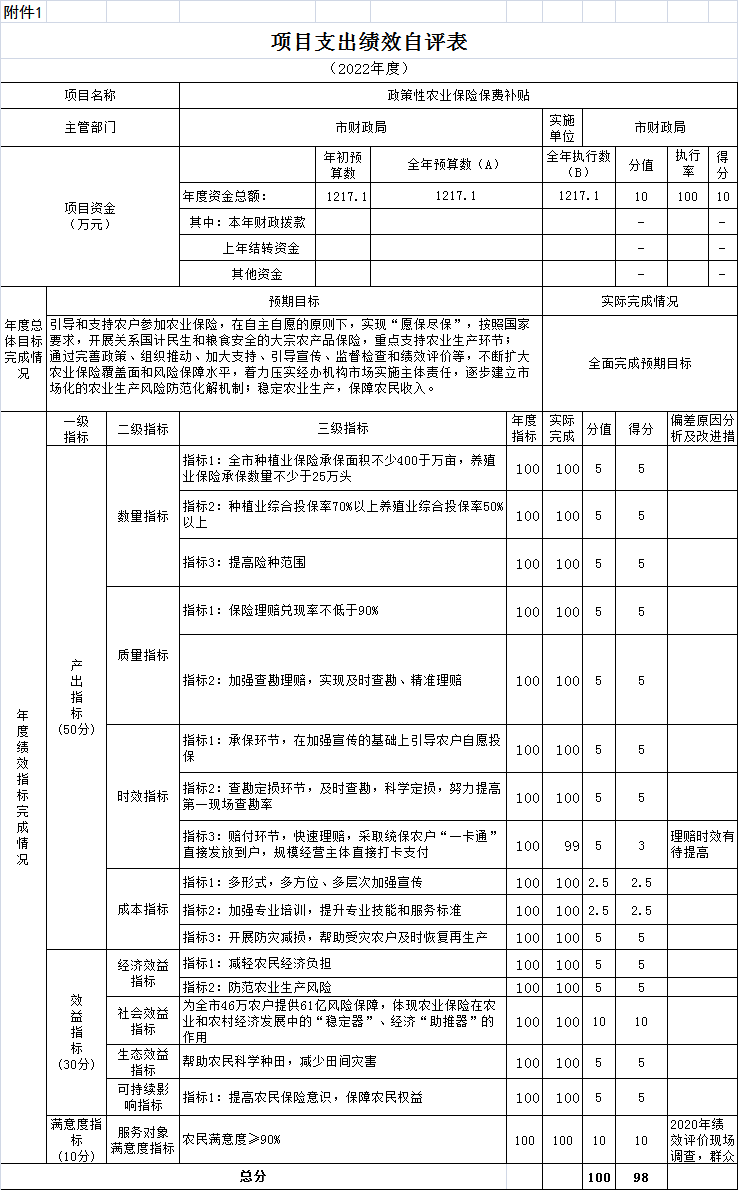 附件1
项目支出绩效自评表
（2022年度）
项目名称 政策性农业保险保费补贴
主管部门 市财政局 实施单位 市财政局
项目资金（万元） 年初预算数 全年预算数（A） 全年执行数（B） 分值 执行率 得分
年度资金总额： 1217.1 1217.1 1217.1 10 100 10
其中：本年财政拨款 － －
上年结转资金 － －
其他资金 － －
年度总体目标完成情况 预期目标 实际完成情况
引导和支持农户参加农业保险，在自主自愿的原则下，实现“愿保尽保”，按照国家
要求，开展关系国计民生和粮食安全的大宗农产品保险，重点支持农业生产环节；
通过完善政策、组织推动、加大支持、引导宣传、监督检查和绩效评价等，不断扩大
农业保险覆盖面和风险保障水平，着力压实经办机构市场实施主体责任，逐步建立市
场化的农业生产风险防范化解机制；稳定农业生产，保障农民收入。
全面完成预期目标
年度绩效指标完成情况
一级指标 二级指标 三级指标 年度指标 实际完成 分值 得分 偏差原因分析及改进措
产出指标(50分)
数量指标
指标1：全市种植业保险承保面积不少400于万亩，养殖
业保险承保数量不少于25万头 100 100 5 5
指标2：种植业综合投保率70%以上养殖业综合投保率50%
以上 100 100 5 5
指标3：提高险种范围 100 100 5 5
质量指标
指标1：保险理赔兑现率不低于90% 100 100 5 5
指标2：加强查勘理赔，实现及时查勘、精准理赔 100 100 5 5
时效指标
指标1：承保环节，在加强宣传的基础上引导农户自愿投
保 100 100 5 5
指标2：查勘定损环节，及时查勘，科学定损，努力提高
第一现场查勘率 100 100 5 5
指标3：赔付环节，快速理赔，采取统保农户“一卡通”
直接发放到户，规模经营主体直接打卡支付 100 99 5 3 理赔时效有待提高
成本指标
指标1：多形式，多方位、多层次加强宣传 100 100 2.5 2.5
指标2：加强专业培训，提升专业技能和服务标准 100 100 2.5 2.5
指标3：开展防灾减损，帮助受灾农户及时恢复再生产 100 100 5 5
效益指标(30分)
经济效益指标
指标1：减轻农民经济负担 100 100 5 5
指标2：防范农业生产风险 100 100 5 5
社会效益指标
为全市46万农户提供61亿风险保障，体现农业保险在农
业和农村经济发展中的“稳定器”、经济“助推器”的
作用 100 100 10 10
生态效益指标
帮助农民科学种田，减少田间灾害 100 100 5 5
可持续影响指标
指标1：提高农民保险意识，保障农民权益 100 100 5 5
满意度指标(10分)
服务对象满意度指标
农民满意度≥90% 100 100 10 10
2020年绩
效评价现场
调查，群众
总分 100 98